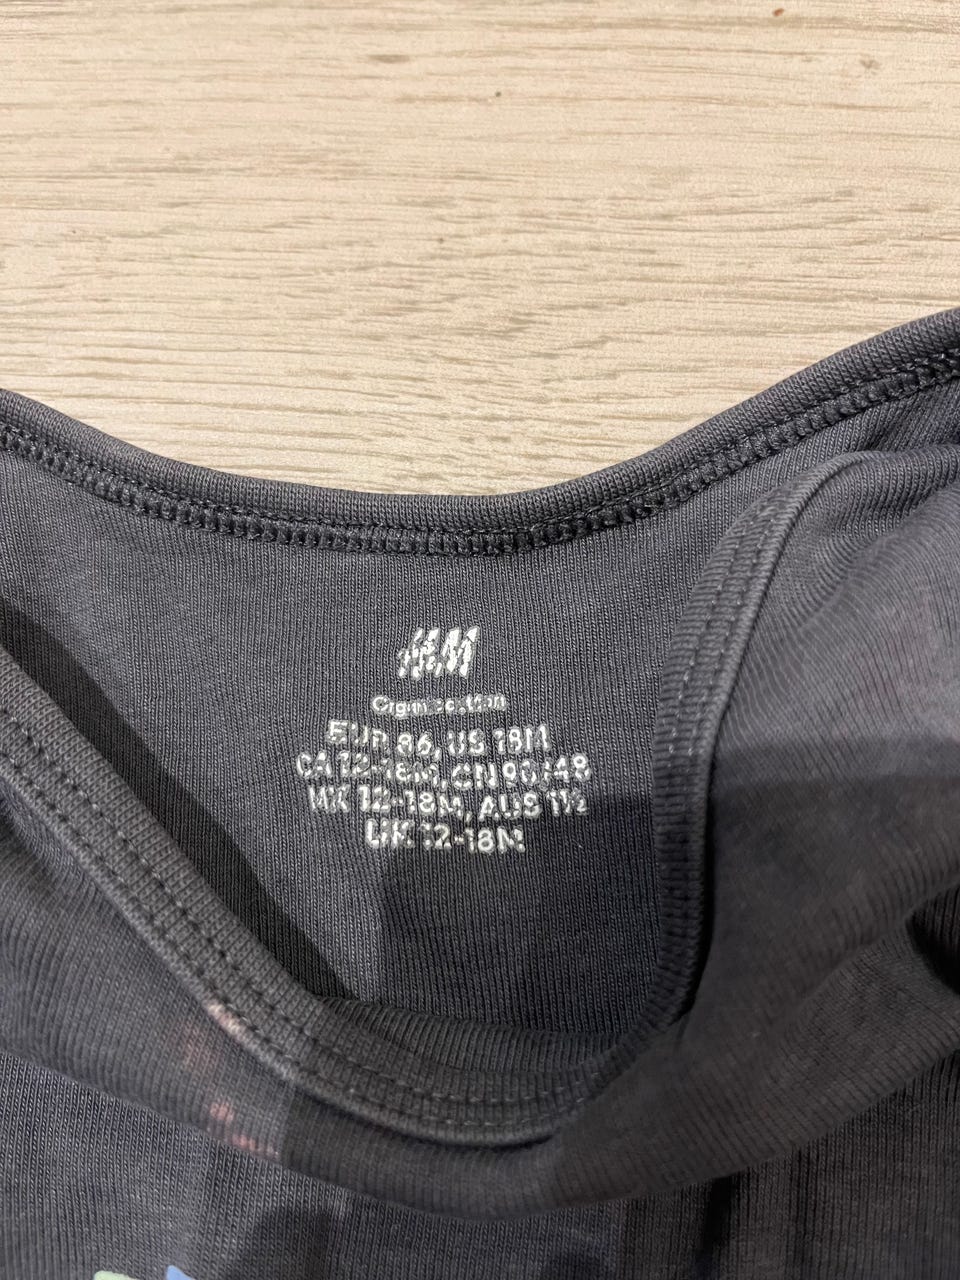 H&M
Organic cotton
EUR 86, US 18M
CA 12-18M, CN 90/48
MX 12-18M, AUS 1½
UK 12-18M